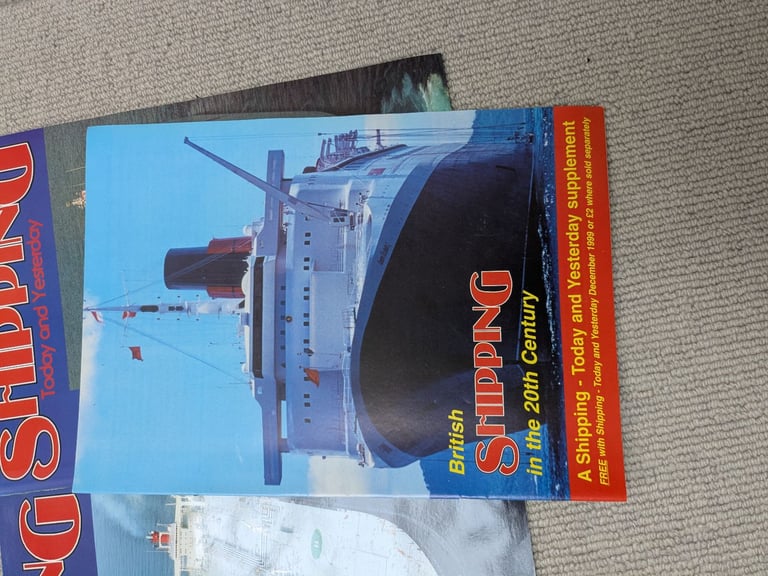 British
SHIPPING
in the 20th Century
A Shipping - Today and Yesterday supplement
FREE with Shipping - Today and Yesterday December 1999 or £2 where sold separately
SHIPPING
Today and Yesterday
NG